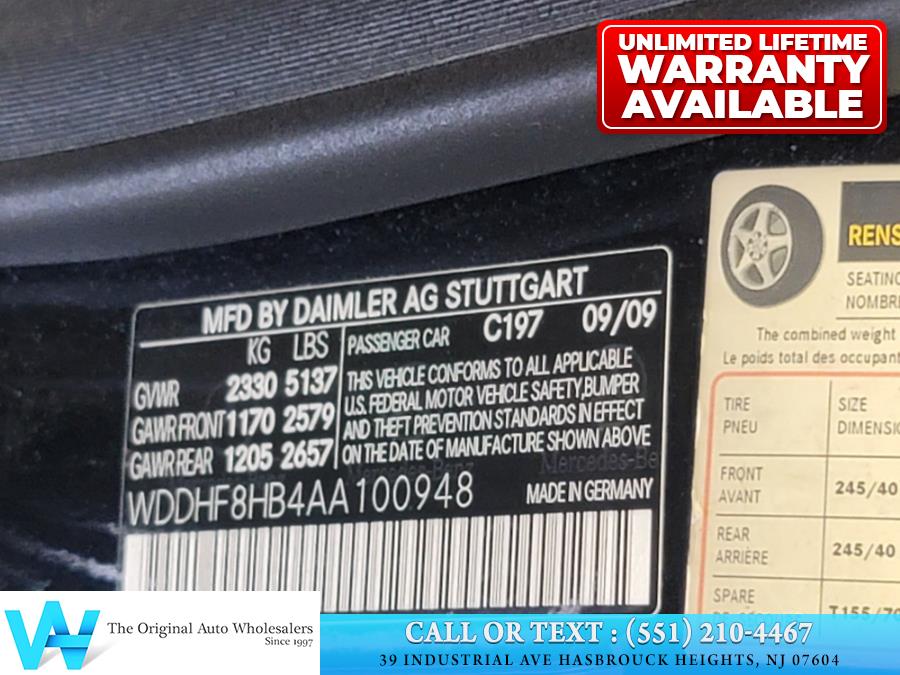 UNLIMITED LIFETIME
WARRANTY
AVAILABLE
MFD BY DAIMLER AG STUTTGART
KG LBS
GVWR 2330 5137
GAWR FRONT 1170 2579
GAWR REAR 1205 2657
PASSENGER CAR C197 09/09
THIS VEHICLE CONFORMS TO ALL APPLICABLE
U.S. FEDERAL MOTOR VEHICLE SAFETY, BUMPER
AND THEFT PREVENTION STANDARDS IN EFFECT
ON THE DATE OF MANUFACTURE SHOWN ABOVE
WDDHF8HB4AA100948 MADE IN GERMANY
The combined weight
Le poids total des occupant
TIRE
PNEU
SIZE
FRONT
AVANT
245/40
REAR
ARRIÈRE
245/40
SPARE
The Original Auto Wholesalers
Since 1997
CALL OR TEXT : (551) 210-4467
39 INDUSTRIAL AVE HASBROUCK HEIGHTS, NJ 07604